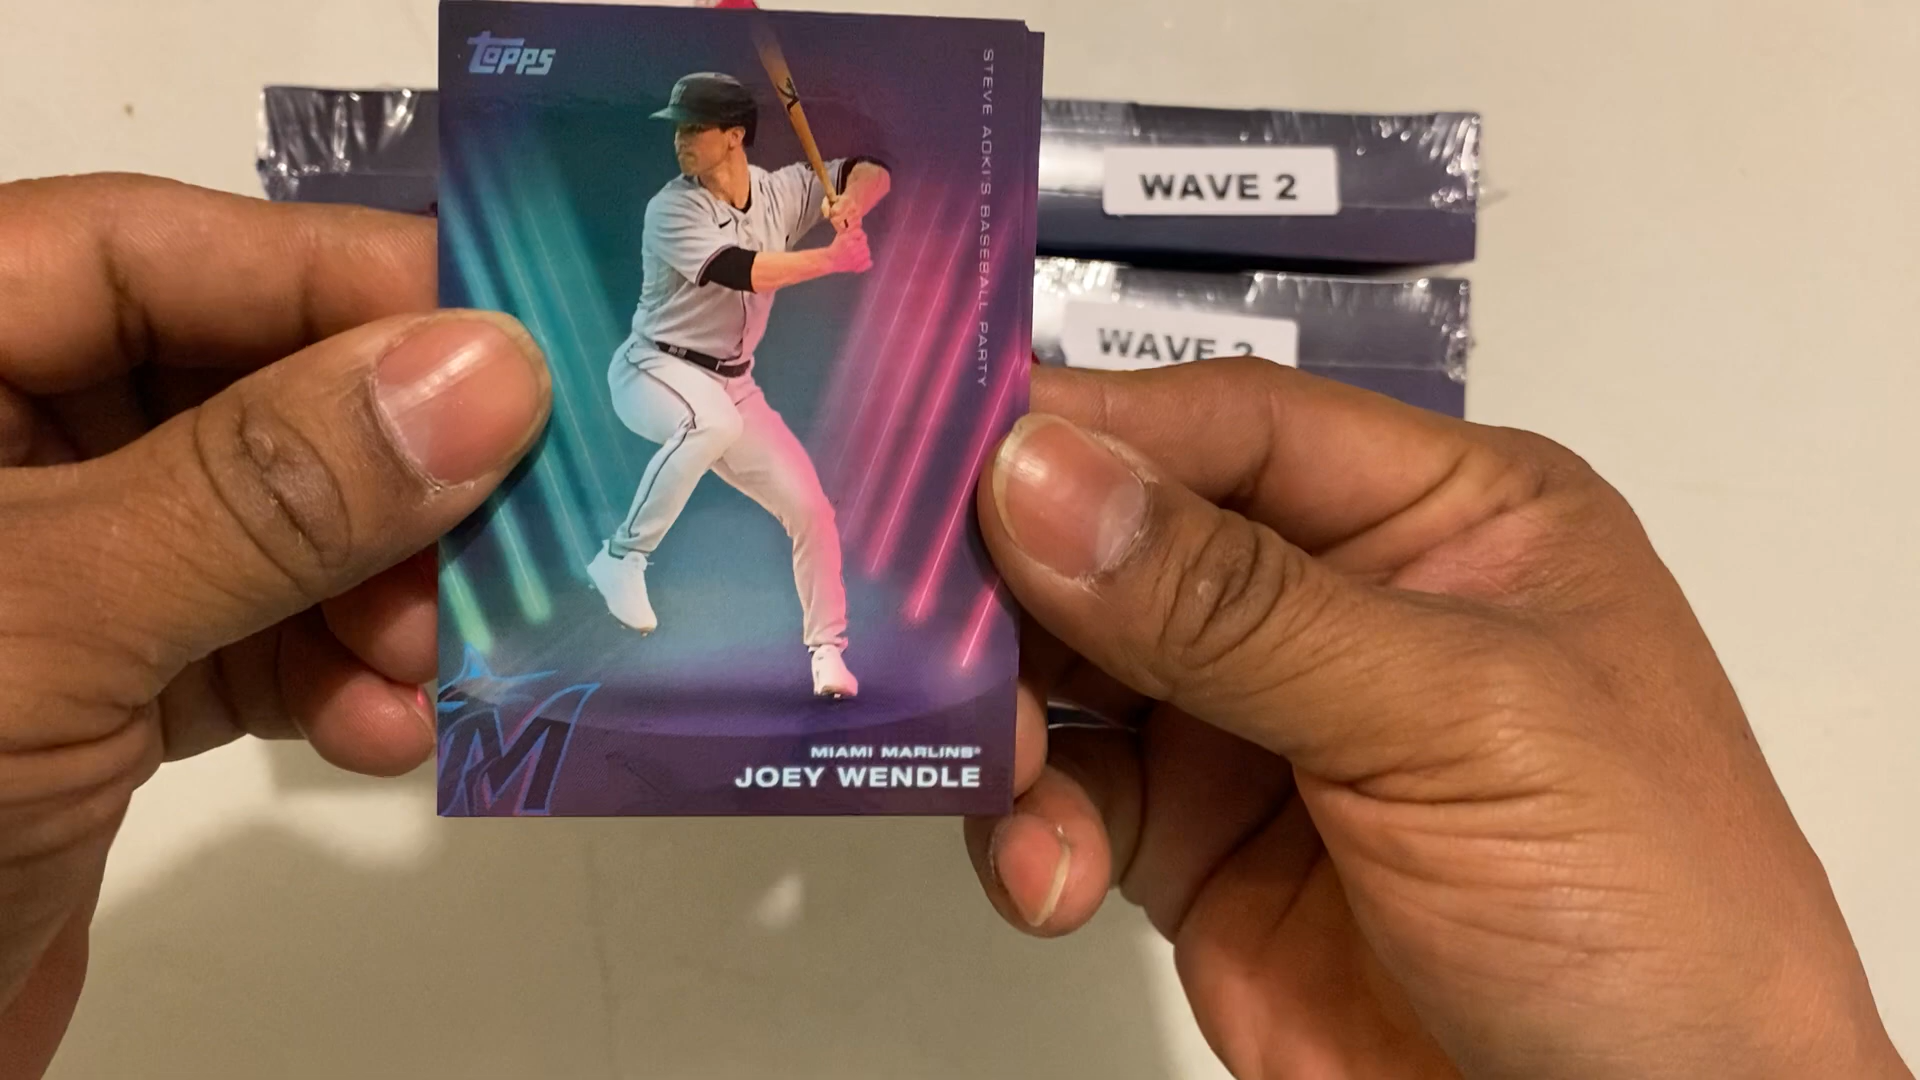 Topps
STEVE AOKI'S BASEBALL PARTY
WAVE 2
WAVE 2
M
MIAMI MARLINS®
JOEY WENDLE